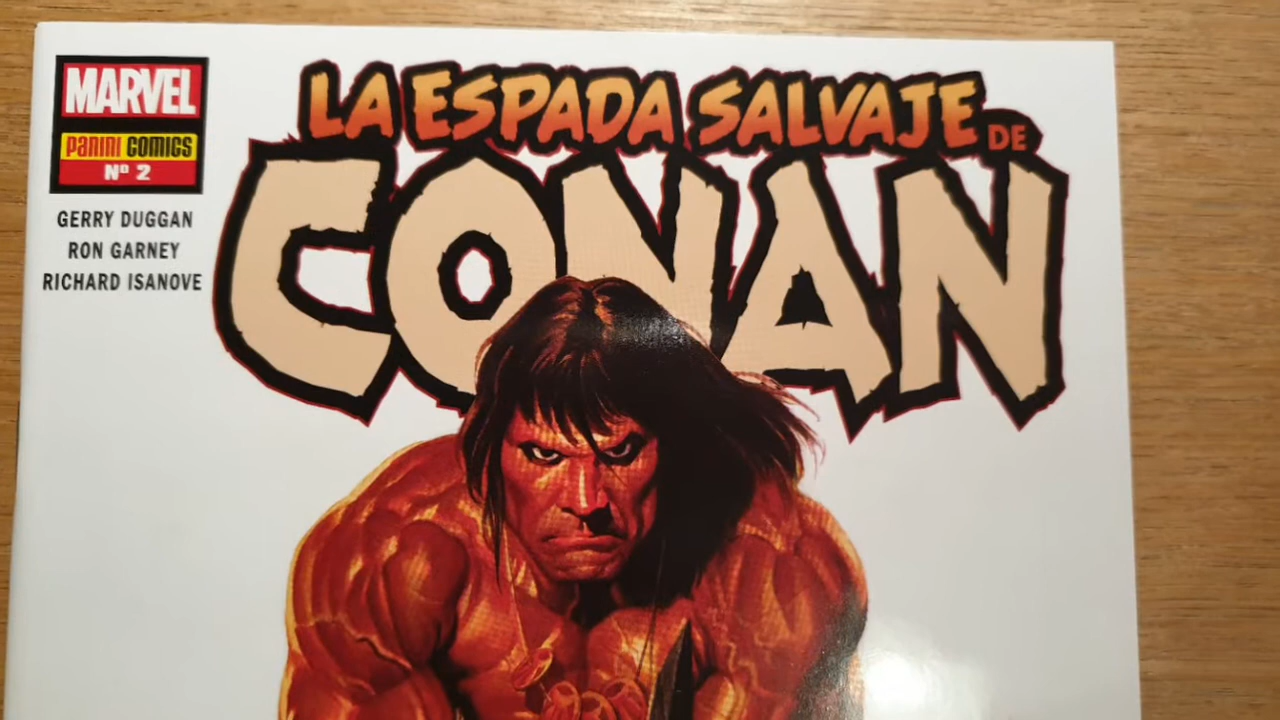 MARVEL
PANINI COMICS
Nº 2
GERRY DUGGAN
RON GARNEY
RICHARD ISANOVE
LA ESPADA SALVAJE DE
CONAN